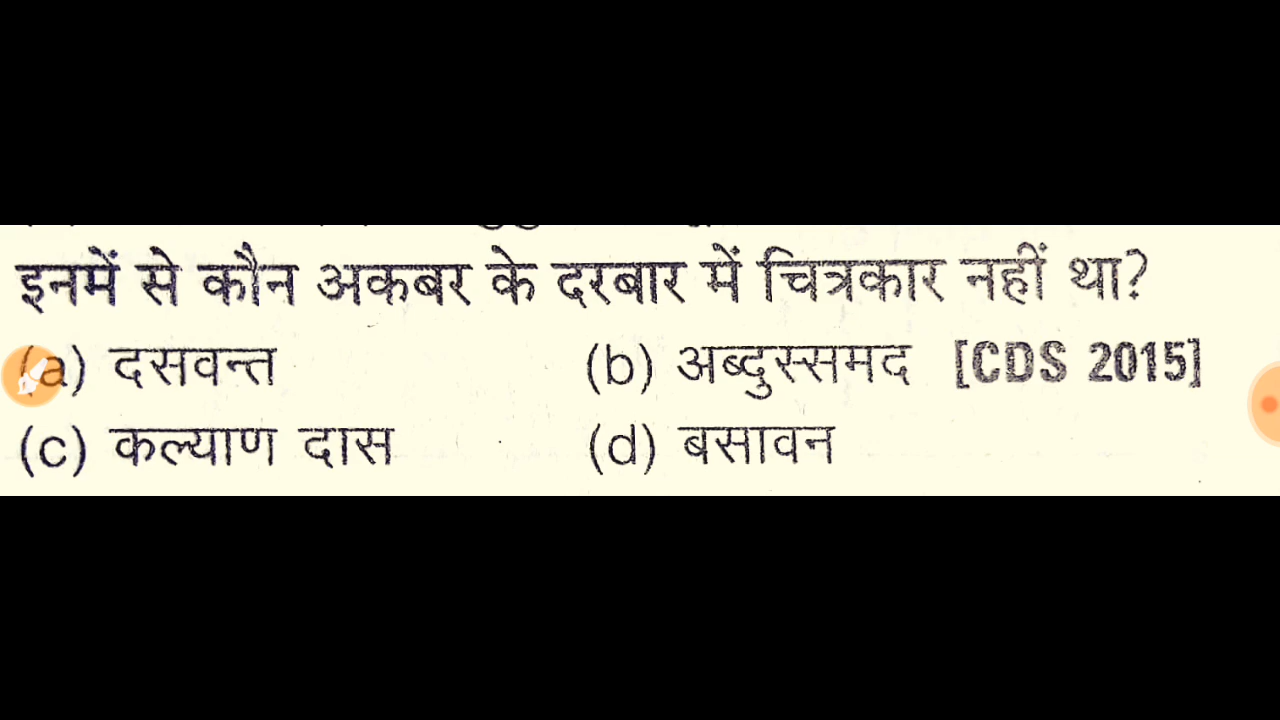 इनमें से कौन अकबर के दरबार में चित्रकार नहीं था?
(a) दसवन्त (b) अब्दुस्समद [CDS 2015]
(c) कल्याण दास (d) बसावन